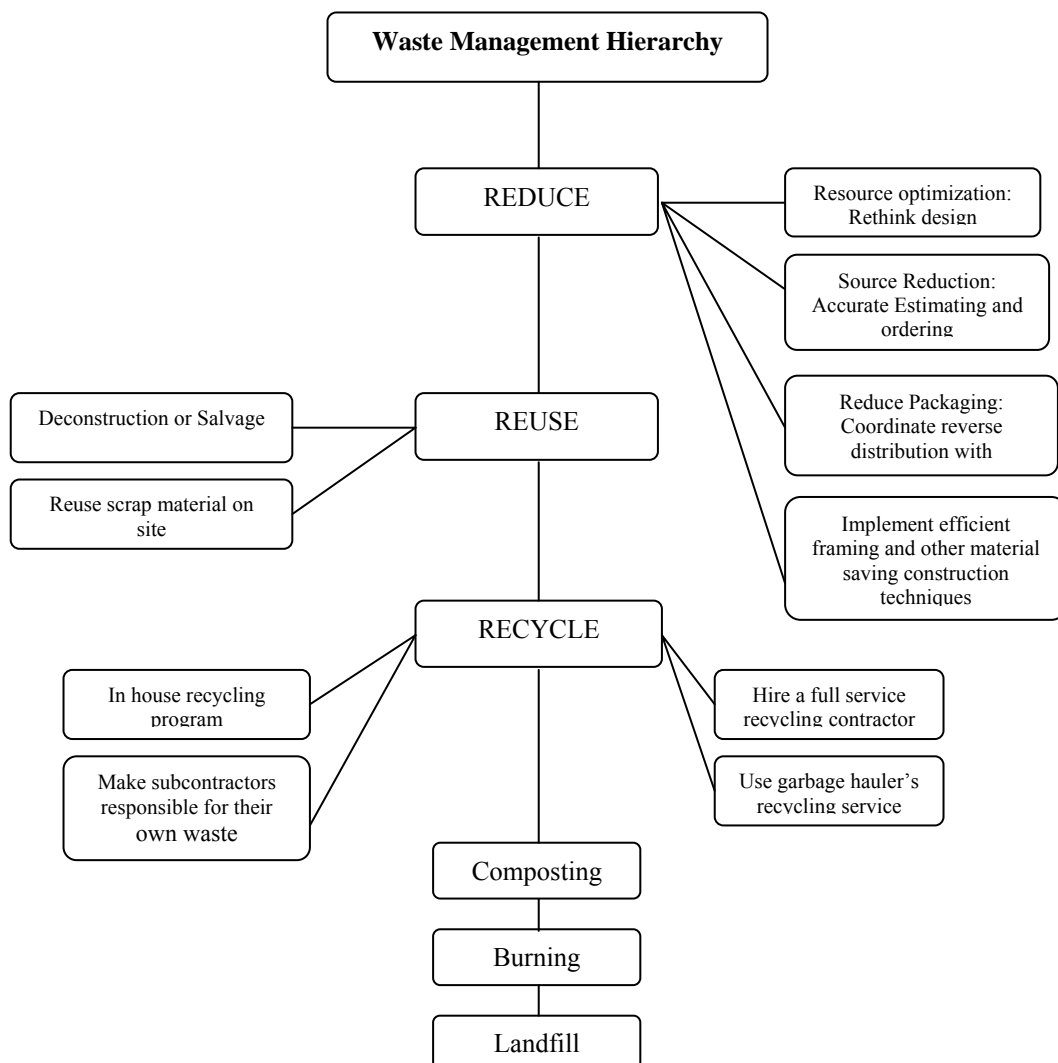 Waste Management Hierarchy
REDUCE
Resource optimization:
Rethink design
Source Reduction:
Accurate Estimating and
ordering
Reduce Packaging:
Coordinate reverse
distribution with
Implement efficient
framing and other material
saving construction
techniques
REUSE
Deconstruction or Salvage
Reuse scrap material on
site
RECYCLE
In house recycling
program
Make subcontractors
responsible for their
own waste
Hire a full service
recycling contractor
Use garbage hauler’s
recycling service
Composting
Burning
Landfill